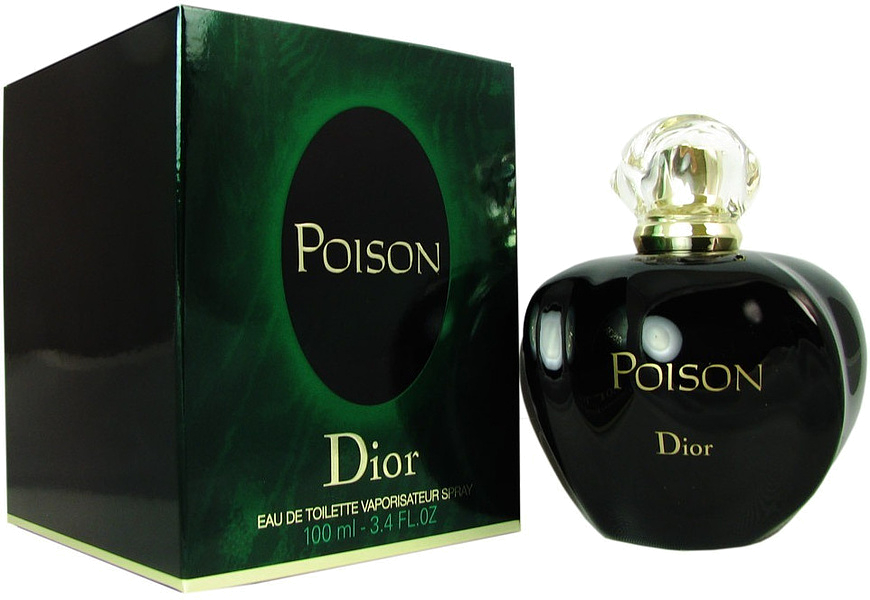 POISON
Dior
EAU DE TOILETTE VAPORISATEUR SPRAY
100 ml - 3.4 FL.OZ
POISON
Dior